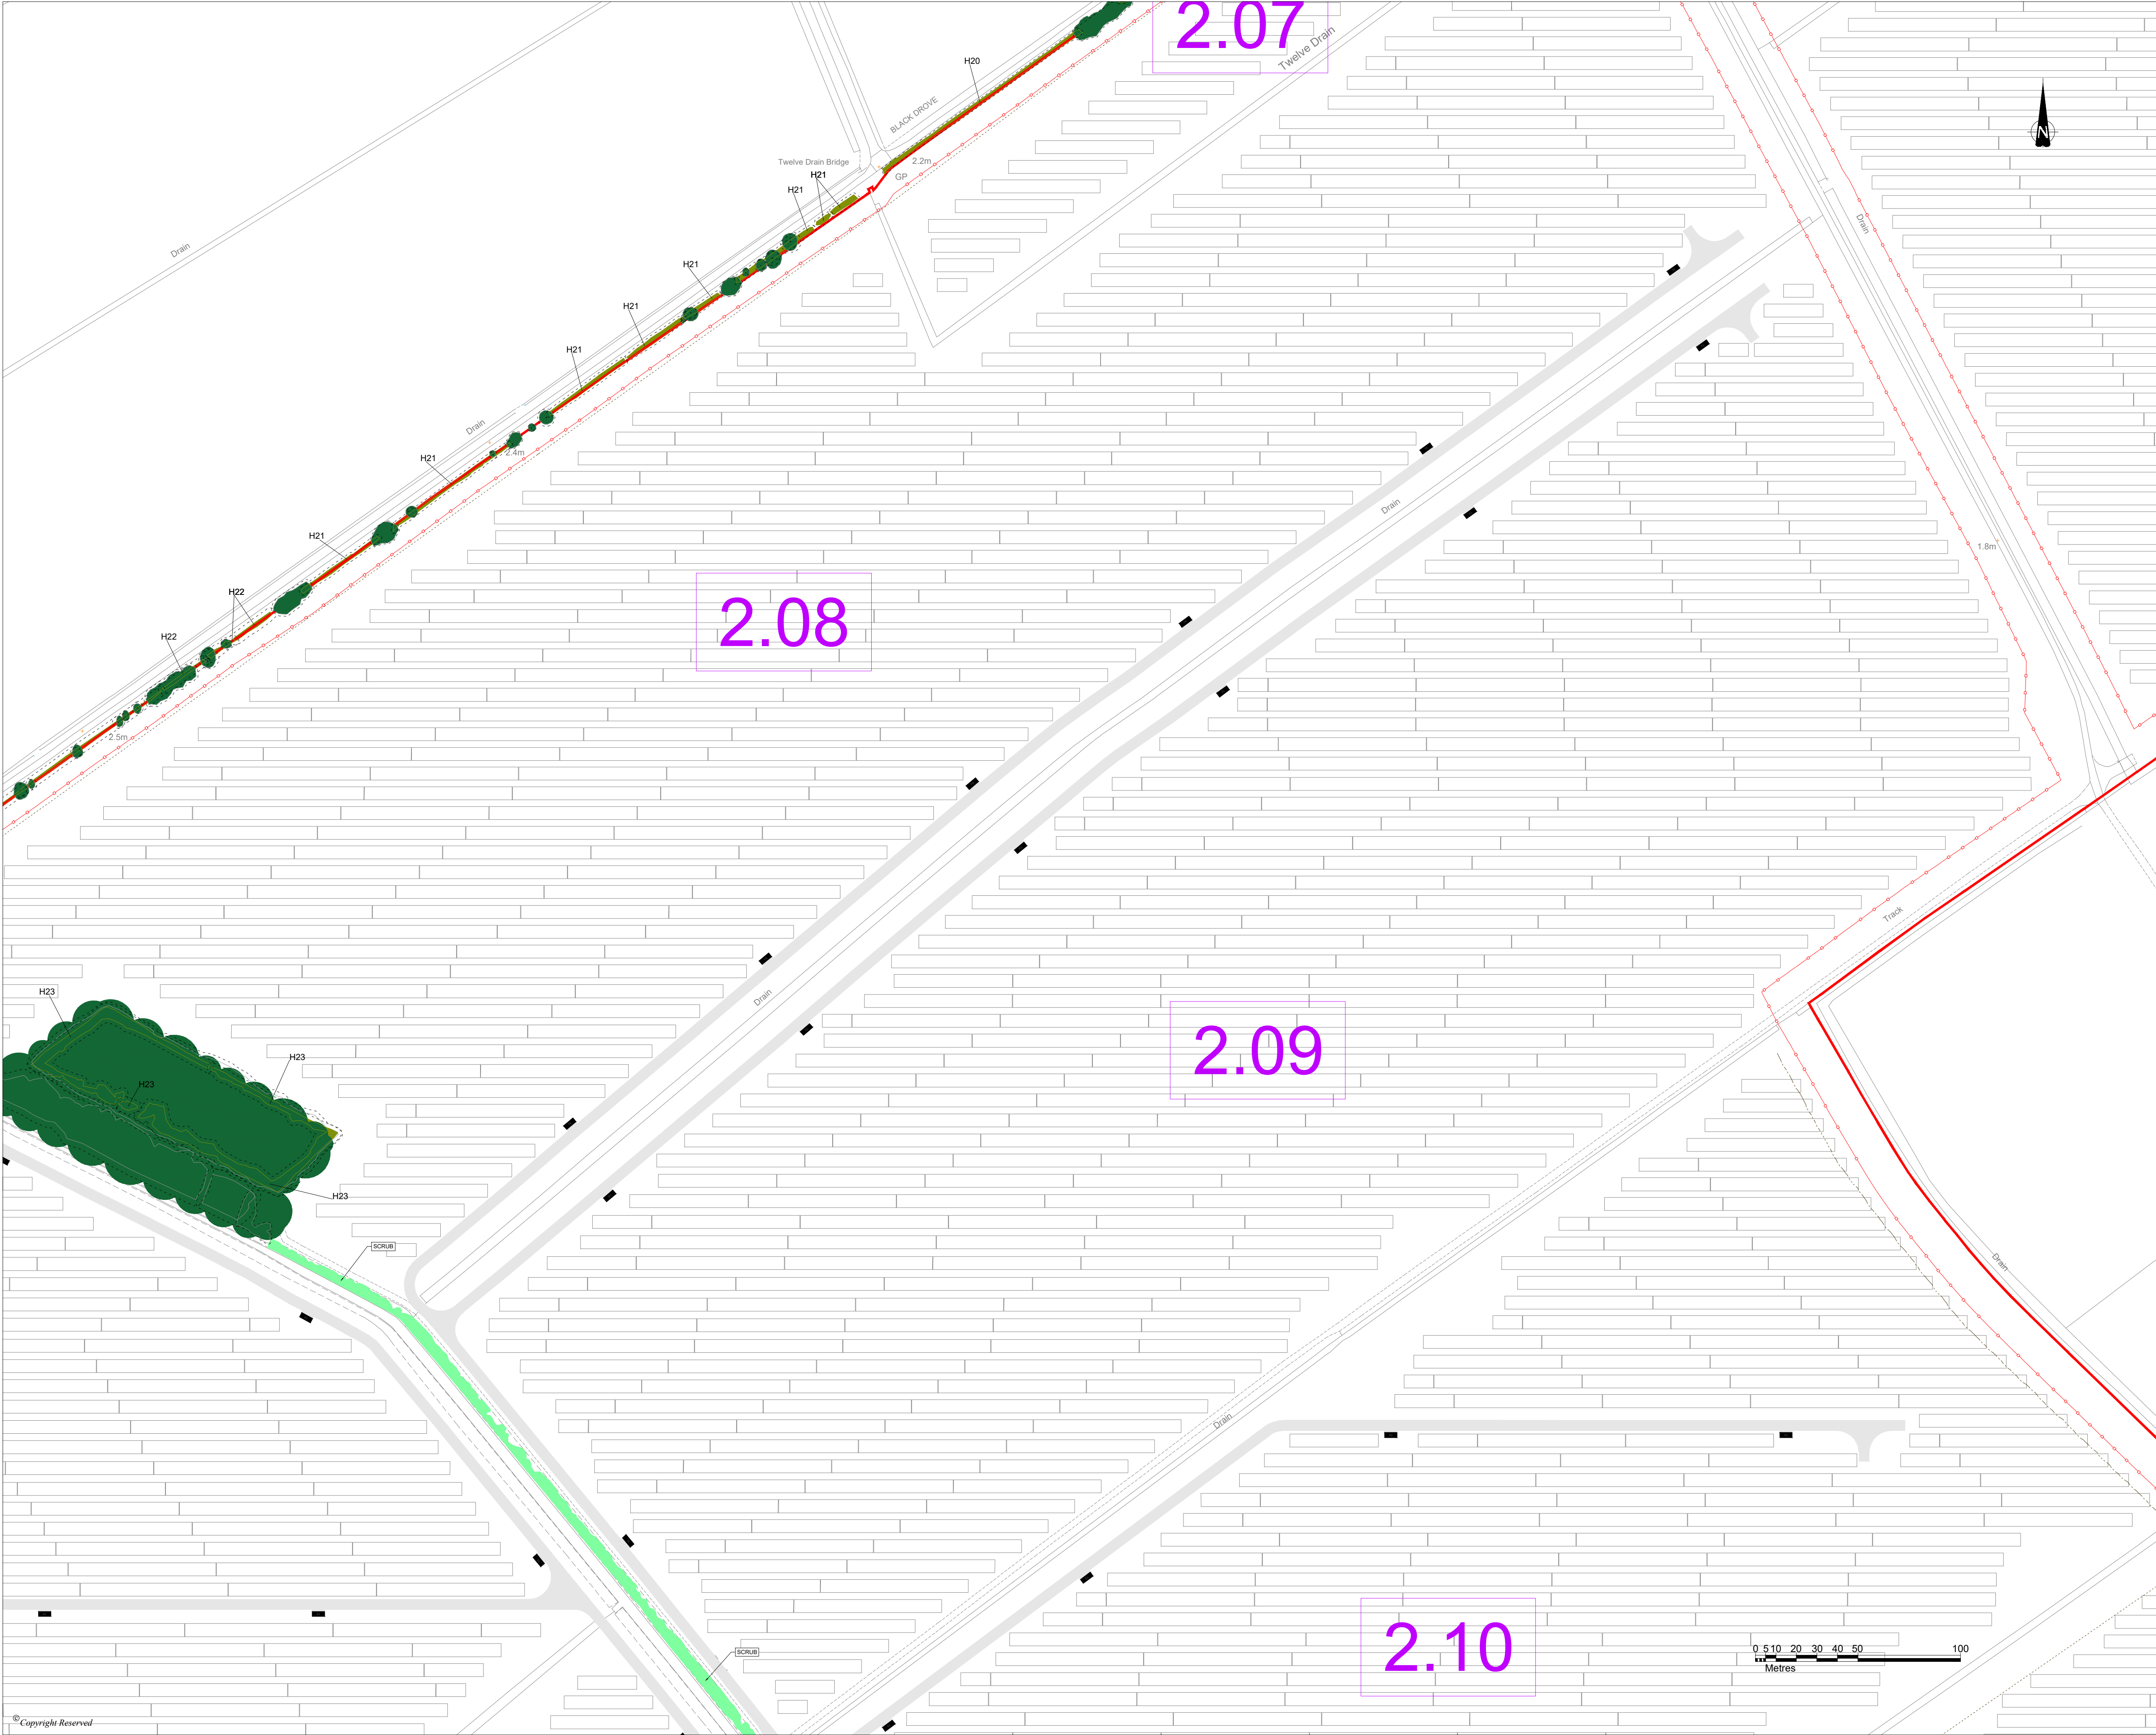 2.07
Twelve Drain
H20
BLACK DROVE
N
Twelve Drain Bridge
2.2m
GP
H21
H21
Drain
Drain
H21
H21
H21
Drain
2.4m
H21
Drain
H21
1.8m
H22
2.08
H22
2.5m
Track
H23
Drain
2.09
H23
H23
H23
SCRUB
Drain
Drain
SCRUB
2.10
0 5 10 20 30 40 50 100
Metres
© Copyright Reserved